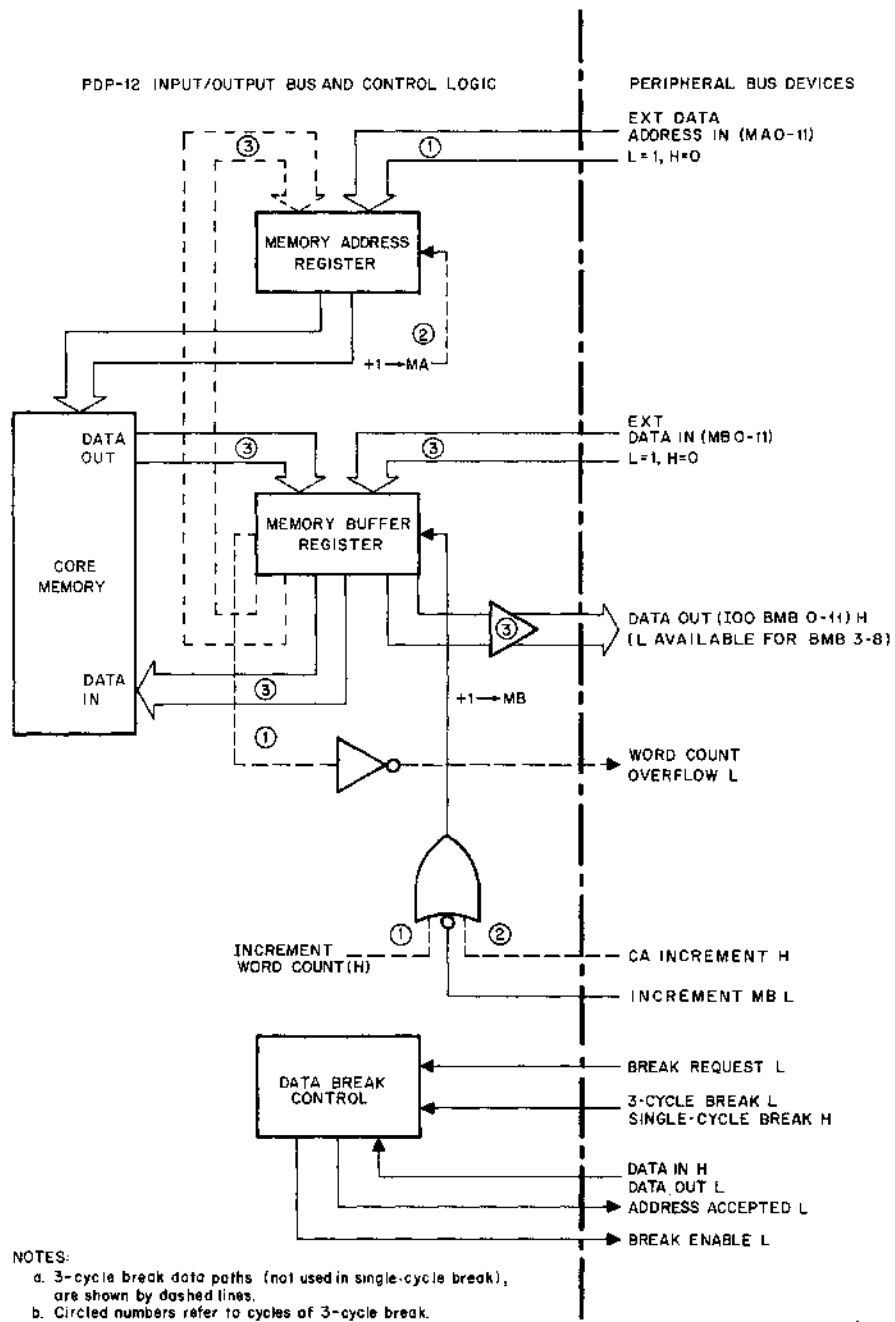 PDP-12 INPUT/OUTPUT BUS AND CONTROL LOGIC
PERIPHERAL BUS DEVICES
EXT DATA
ADDRESS IN (MA0-11)
L=1, H=0
3
1
MEMORY ADDRESS
REGISTER
2
+1→MA
EXT
DATA IN (MB 0-11)
L=1, H=0
DATA
OUT
3
3
MEMORY BUFFER
REGISTER
CORE
MEMORY
3
DATA OUT (IOO BMB 0-11) H
(L AVAILABLE FOR BMB 3-8)
DATA
IN
3
+1→MB
1
WORD COUNT
OVERFLOW L
1
2
INCREMENT
WORD COUNT(H)
CA INCREMENT H
INCREMENT MB L
DATA BREAK
CONTROL
BREAK REQUEST L
3-CYCLE BREAK L
SINGLE-CYCLE BREAK H
DATA IN H
DATA OUT L
ADDRESS ACCEPTED L
BREAK ENABLE L
NOTES:
a. 3-cycle break data paths (not used in single-cycle break),
are shown by dashed lines.
b. Circled numbers refer to cycles of 3-cycle break.